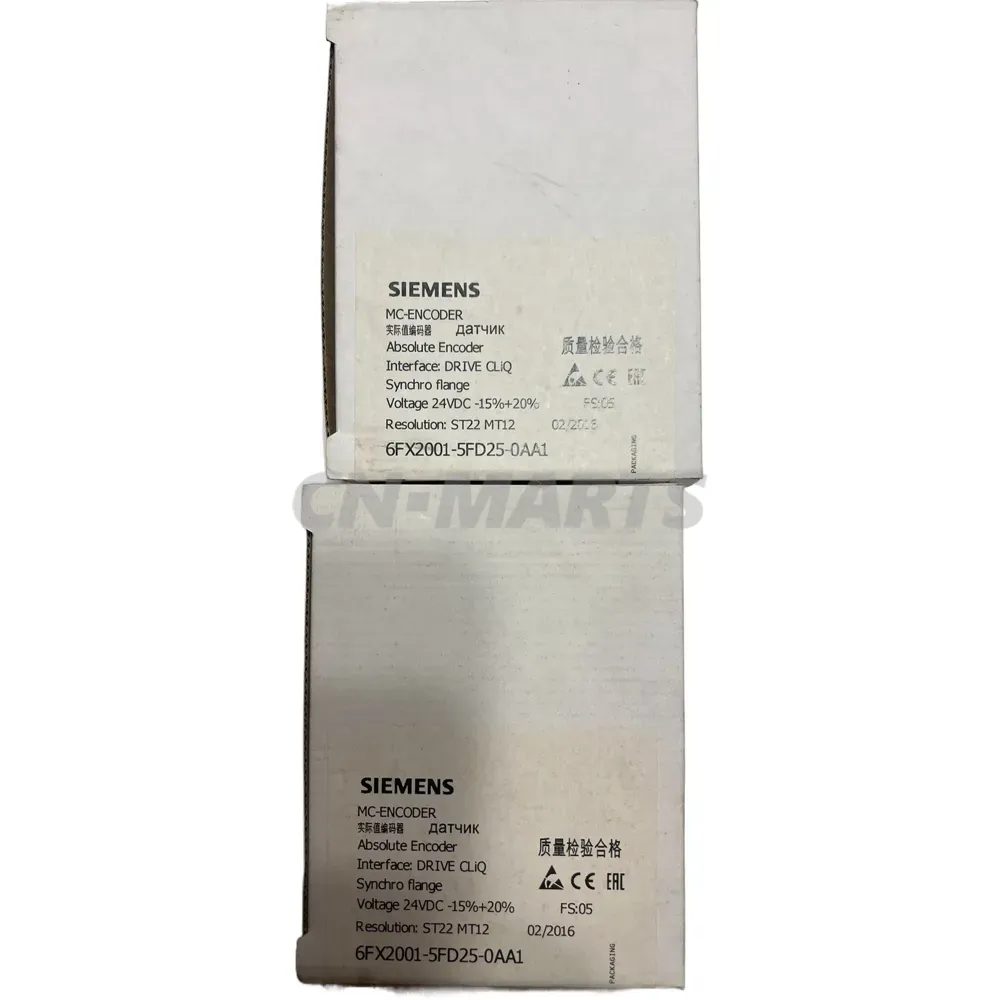 SIEMENS
MC-ENCODER
实际值编码器 датчик
Absolute Encoder
Interface: DRIVE CLiQ
Synchro flange
Voltage 24VDC -15%+20%
Resolution: ST22 MT12
6FX2001-5FD25-0AA1
质量检验合格
CE EAC
FS:05
02/2016
PACKAGING
CN-MARTS
SIEMENS
MC-ENCODER
实际值编码器 датчик
Absolute Encoder
Interface: DRIVE CLiQ
Synchro flange
Voltage 24VDC -15%+20%
Resolution: ST22 MT12
6FX2001-5FD25-0AA1
质量检验合格
CE EAC
FS:05
02/2016
PACKAGING